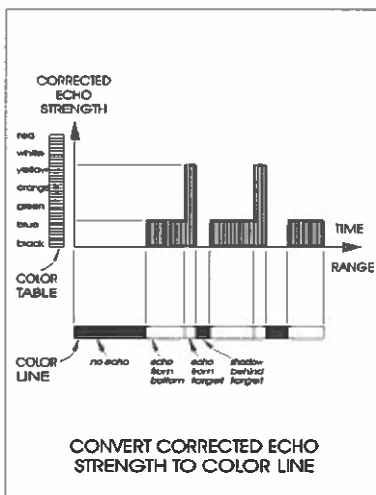 CORRECTED
ECHO
STRENGTH
red
white
yellow
orange
green
blue
black
TIME
RANGE
COLOR
TABLE
COLOR
LINE
no echo
echo
from
bottom
echo
from
target
shadow
behind
target
CONVERT CORRECTED ECHO
STRENGTH TO COLOR LINE